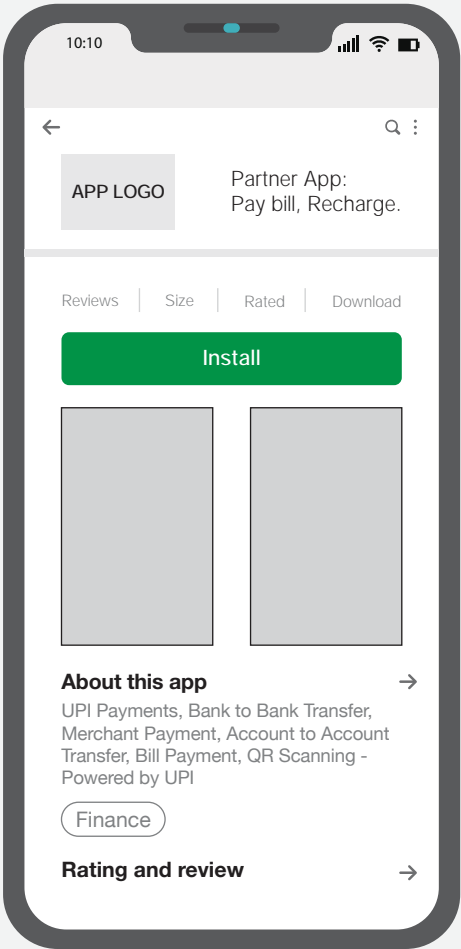 10:10
APP LOGO
Partner App:
Pay bill, Recharge.
Reviews
Size
Rated
Download
Install
About this app
UPI Payments, Bank to Bank Transfer,
Merchant Payment, Account to Account
Transfer, Bill Payment, QR Scanning -
Powered by UPI
Finance
Rating and review